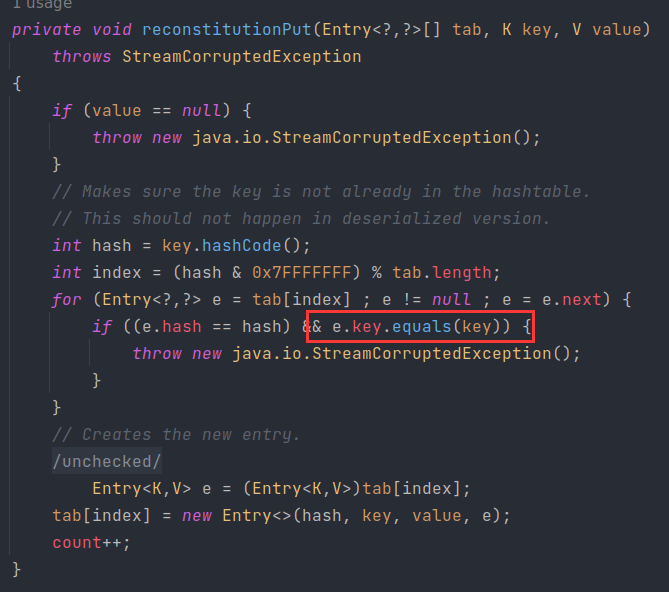 1 usage
private void reconstitutionPut(Entry<?,?>[] tab, K key, V value)
throws StreamCorruptedException
{
if (value == null) {
throw new java.io.StreamCorruptedException();
}
// Makes sure the key is not already in the hashtable.
// This should not happen in deserialized version.
int hash = key.hashCode();
int index = (hash & 0x7FFFFFFF) % tab.length;
for (Entry<?,?> e = tab[index] ; e != null ; e = e.next) {
if ((e.hash == hash) && e.key.equals(key)) {
throw new java.io.StreamCorruptedException();
}
}
// Creates the new entry.
/unchecked/
Entry<K,V> e = (Entry<K,V>)tab[index];
tab[index] = new Entry<>(hash, key, value, e);
count++;
}